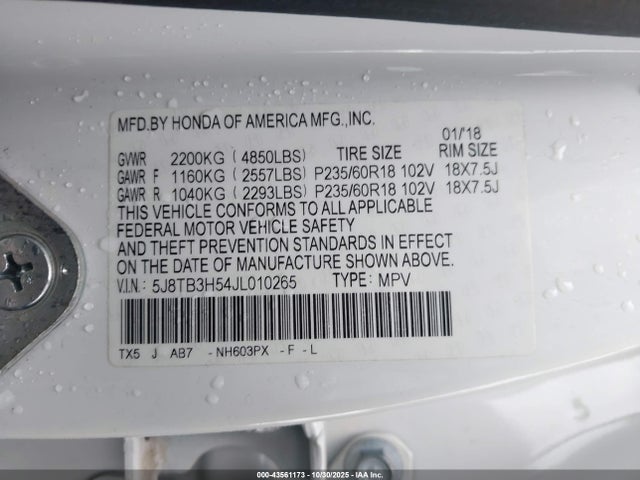 MFD.BY HONDA OF AMERICA MFG.,INC.
01/'18
GVWR 2200KG ( 4850LBS) TIRE SIZE RIM SIZE
GAWR F 1160KG ( 2557LBS) P235/60R18 102V 18X7.5J
GAWR R 1040KG ( 2293LBS) P235/60R18 102V 18X7.5J
THIS VEHICLE CONFORMS TO ALL APPLICABLE
FEDERAL MOTOR VEHICLE SAFETY
AND THEFT PREVENTION STANDARDS IN EFFECT
ON THE DATE OF MANUFACTURE SHOWN ABOVE.
V.I.N.: 5J8TB3H54JL010265 TYPE: MPV
TX5 J AB7 -NH603PX -F -L
000-43561173 | 10/30/2025 | IAAI.com